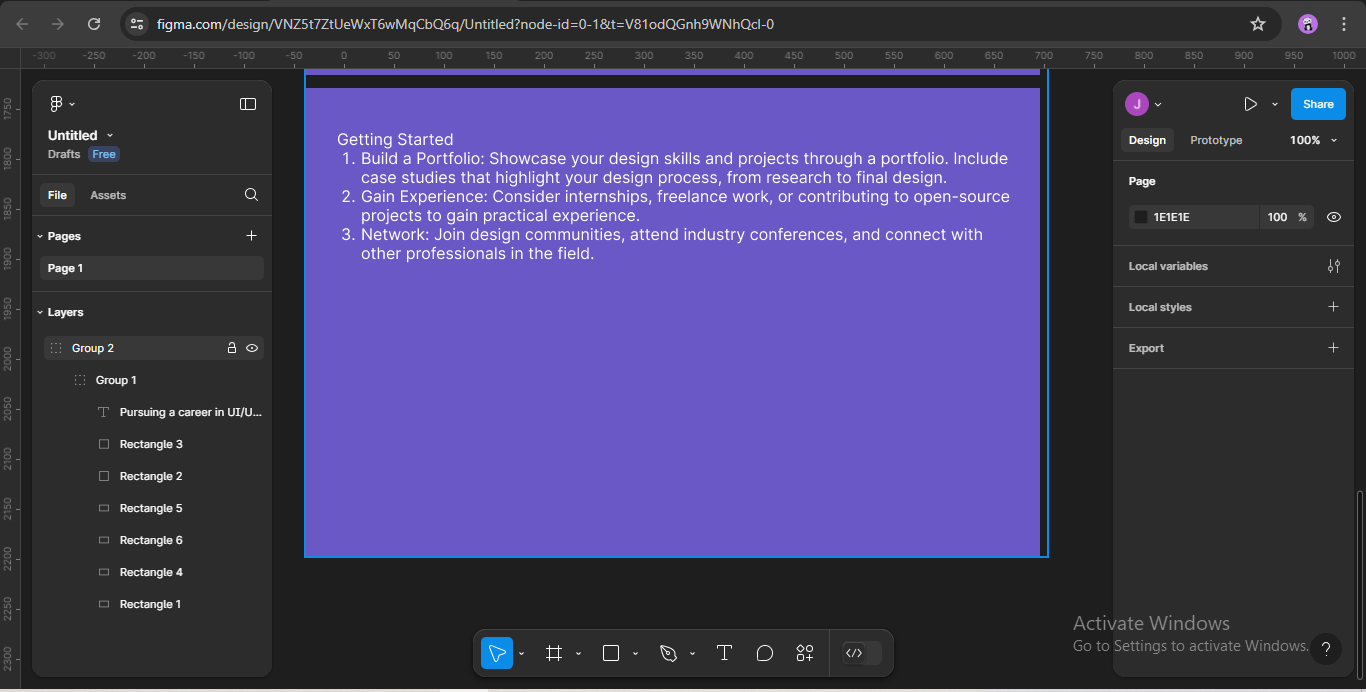 figma.com/design/VNZ5t7ZtUeWxT6wMqCbQ6q/Untitled?node-id=0-1&t=V81odQGnh9WNhQcI-0
-300 -250 -200 -150 -100 -50 0 50 100 150 200 250 300 350 400 450 500 550 600 650 700 750 800 850 900 950 1000
1750
1800
1850
1900
1950
2000
2050
2100
2150
2200
2250
2300
Untitled
Drafts Free
File Assets
Pages
Page 1
Layers
Group 2
Group 1
Pursuing a career in UI/U...
Rectangle 3
Rectangle 2
Rectangle 5
Rectangle 6
Rectangle 4
Rectangle 1
Getting Started
1. Build a Portfolio: Showcase your design skills and projects through a portfolio. Include
case studies that highlight your design process, from research to final design.
2. Gain Experience: Consider internships, freelance work, or contributing to open-source
projects to gain practical experience.
3. Network: Join design communities, attend industry conferences, and connect with
other professionals in the field.
J
Share
Design Prototype 100%
Page
1E1E1E 100 %
Local variables
Local styles
Export
Activate Windows
Go to Settings to activate Windows.
?